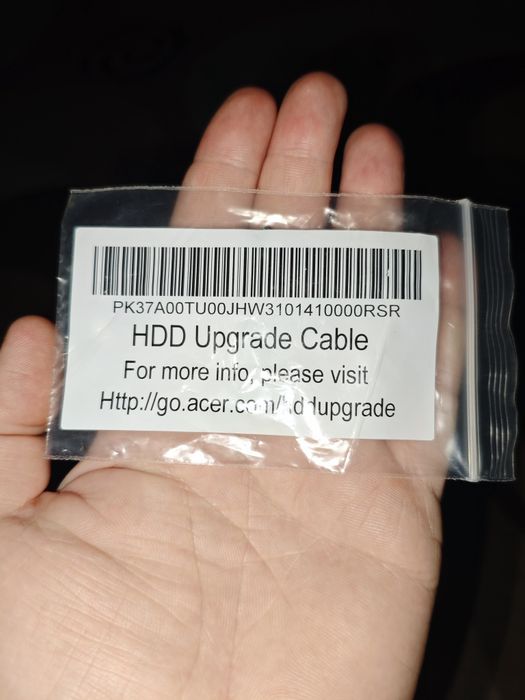 PK37A00TU00JHW3101410000RSR
HDD Upgrade Cable
For more info, please visit
Http://go.acer.com/hddupgrade